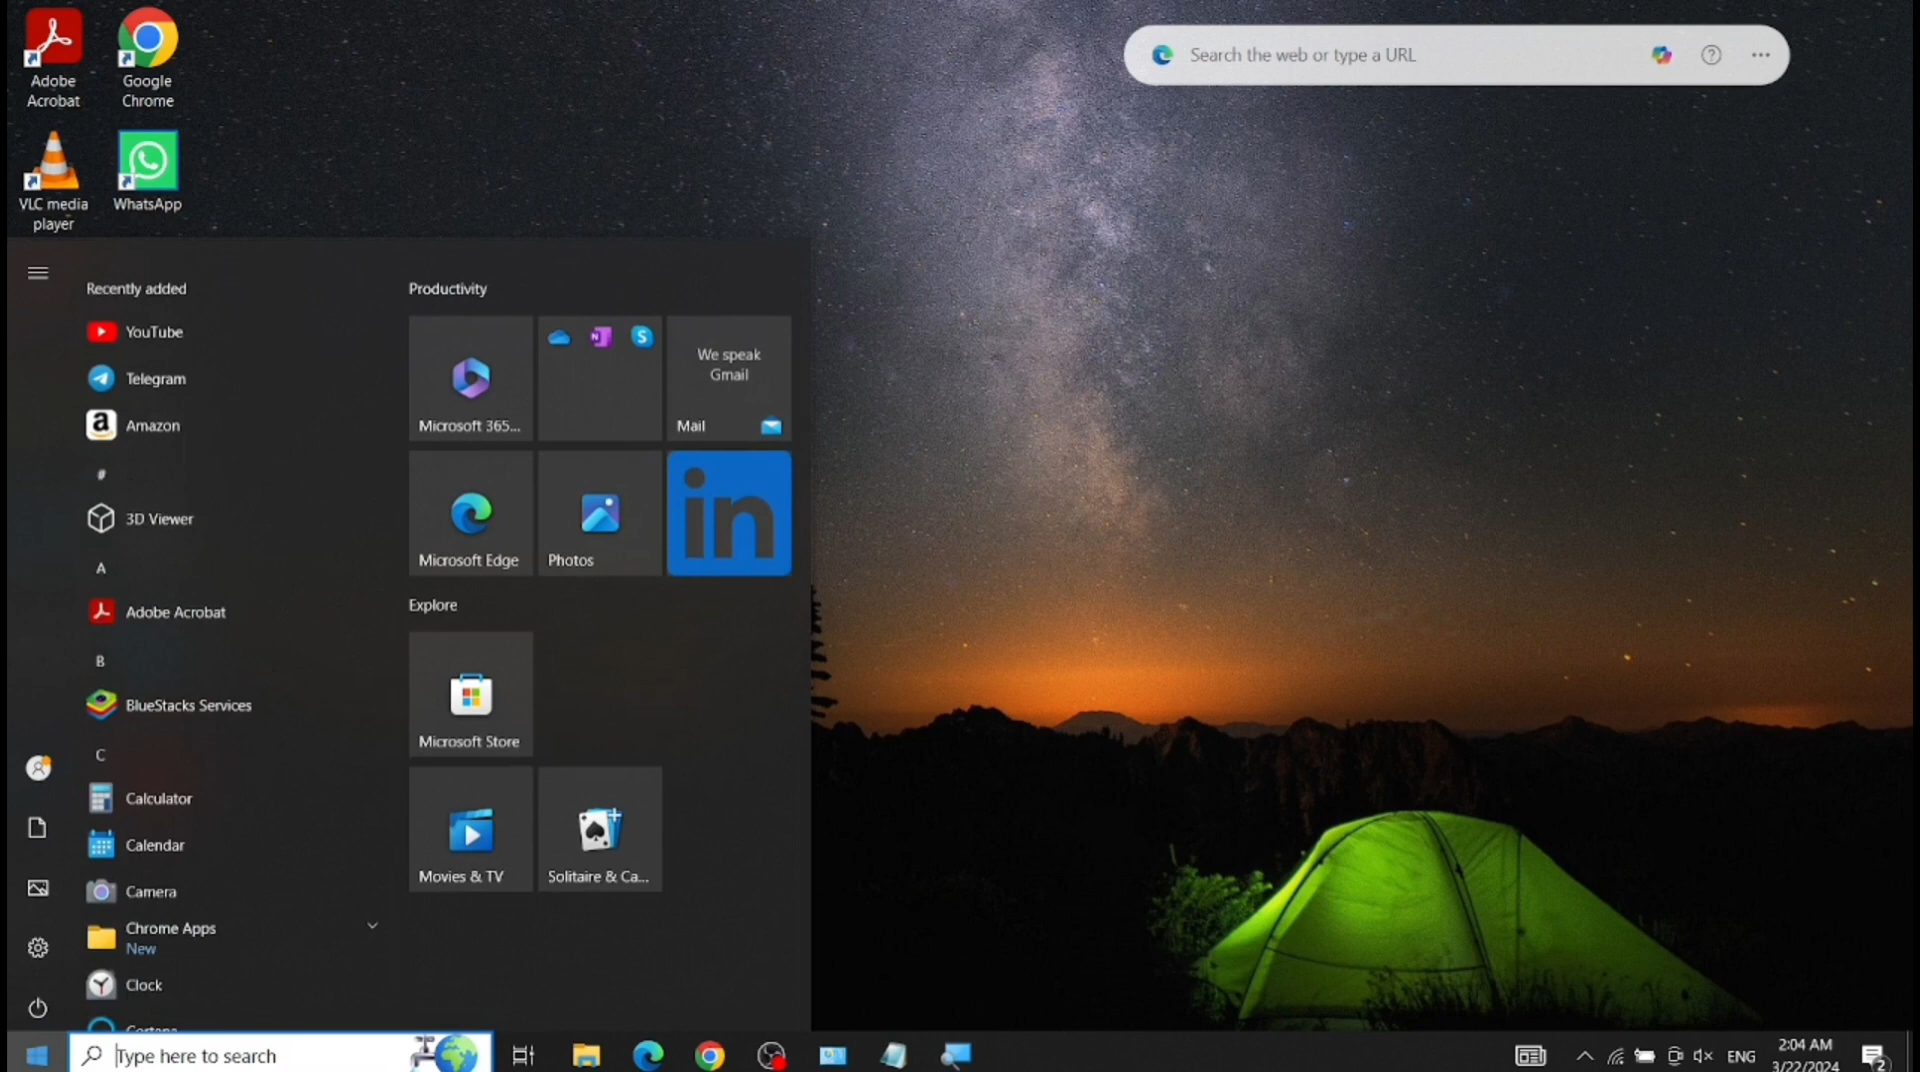 Adobe
Acrobat
Google
Chrome
VLC media
player
WhatsApp
Search the web or type a URL
Recently added
YouTube
Telegram
Amazon
#
3D Viewer
A
Adobe Acrobat
B
BlueStacks Services
C
Calculator
Calendar
Camera
Chrome Apps
New
Clock
Cortana
Productivity
Microsoft 365...
We speak
Gmail
Mail
Microsoft Edge
Photos
in
Explore
Microsoft Store
Movies & TV
Solitaire & Ca...
Type here to search
ENG
2:04 AM
3/22/2024
2